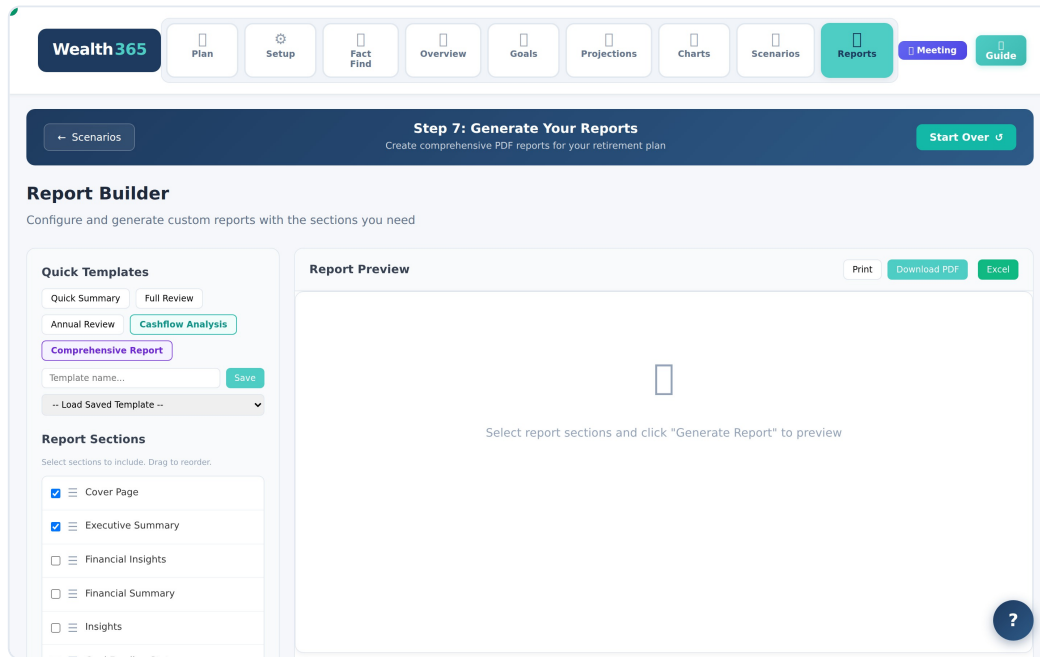 Wealth365
Plan
Setup
Fact
Find
Overview
Goals
Projections
Charts
Scenarios
Reports
Meeting
Guide
← Scenarios
Step 7: Generate Your Reports
Create comprehensive PDF reports for your retirement plan
Start Over ↺
Report Builder
Configure and generate custom reports with the sections you need
Quick Templates
Quick Summary
Full Review
Annual Review
Cashflow Analysis
Comprehensive Report
Template name...
Save
-- Load Saved Template --
Report Sections
Select sections to include. Drag to reorder.
Cover Page
Executive Summary
Financial Insights
Financial Summary
Insights
Report Preview
Print
Download PDF
Excel
Select report sections and click "Generate Report" to preview
?